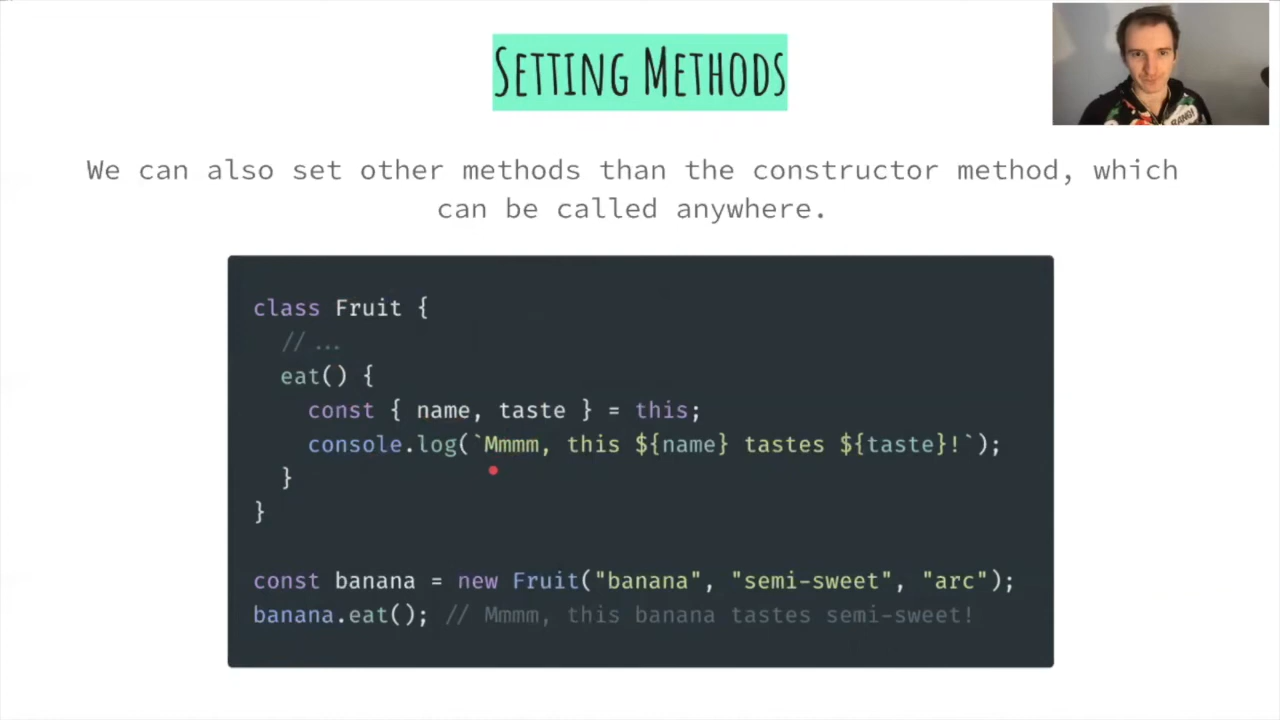 Setting Methods
We can also set other methods than the constructor method, which
can be called anywhere.
class Fruit {
// ...
eat() {
const { name, taste } = this;
console.log(`Mmmm, this ${name} tastes ${taste}!`);
}
}
const banana = new Fruit("banana", "semi-sweet", "arc");
banana.eat(); // Mmmm, this banana tastes semi-sweet!